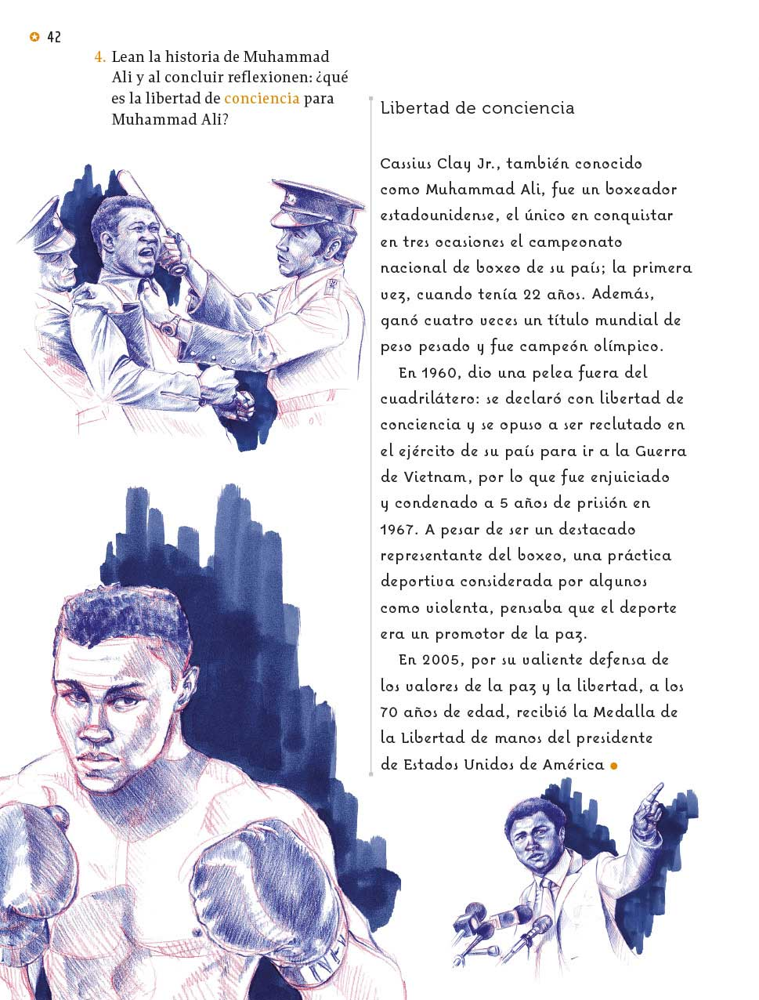 42
4. Lean la historia de Muhammad
Ali y al concluir reflexionen: ¿qué
es la libertad de conciencia para
Muhammad Ali?
Libertad de conciencia
Cassius Clay Jr., también conocido
como Muhammad Ali, fue un boxeador
estadounidense, el único en conquistar
en tres ocasiones el campeonato
nacional de boxeo de su país; la primera
vez, cuando tenía 22 años. Además,
ganó cuatro veces un título mundial de
peso pesado y fue campeón olímpico.
En 1960, dio una pelea fuera del
cuadrilátero: se declaró con libertad de
conciencia y se opuso a ser reclutado en
el ejército de su país para ir a la Guerra
de Vietnam, por lo que fue enjuiciado
y condenado a 5 años de prisión en
1967. A pesar de ser un destacado
representante del boxeo, una práctica
deportiva considerada por algunos
como violenta, pensaba que el deporte
era un promotor de la paz.
En 2005, por su valiente defensa de
los valores de la paz y la libertad, a los
70 años de edad, recibió la Medalla de
la Libertad de manos del presidente
de Estados Unidos de América